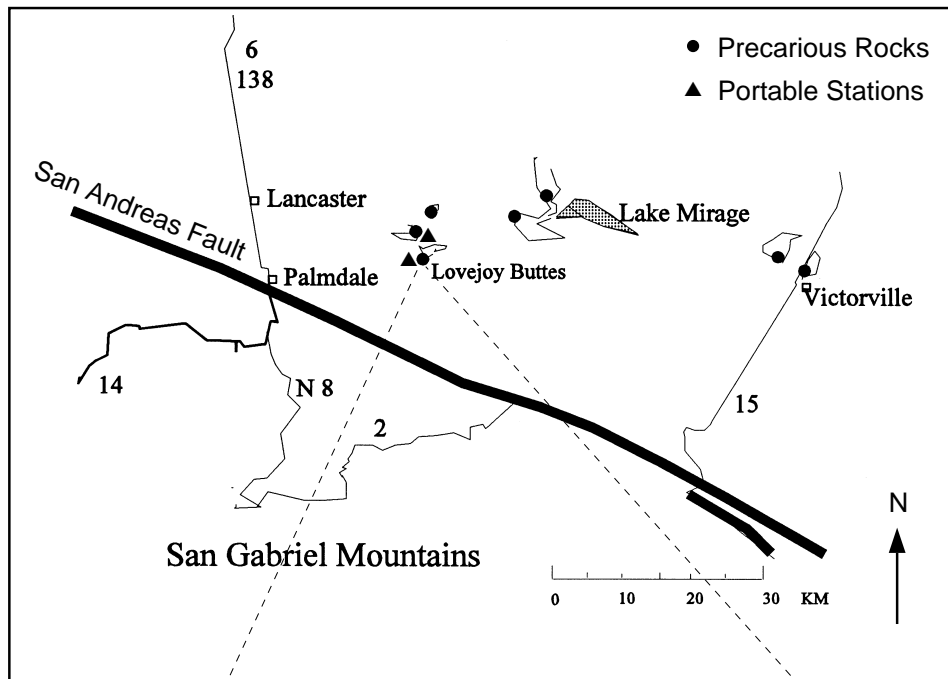 6
138
Precarious Rocks
Portable Stations
San Andreas Fault
Lancaster
Lake Mirage
Palmdale
Lovejoy Buttes
Victorville
14
N 8
2
15
N
San Gabriel Mountains
0 10 20 30 KM